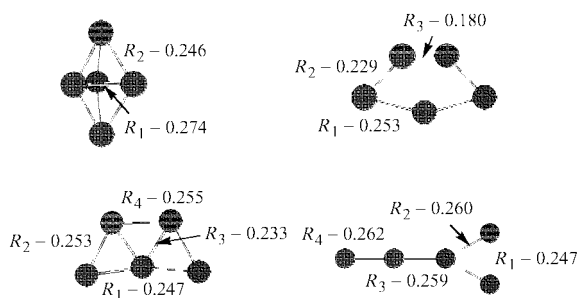 R₂ – 0.246
R₁ – 0.274
R₃ – 0.180
R₂ – 0.229
R₁ – 0.253
R₄ – 0.255
R₂ – 0.253
R₃ – 0.233
R₁ – 0.247
R₂ – 0.260
R₄ – 0.262
R₁ – 0.247
R₃ – 0.259